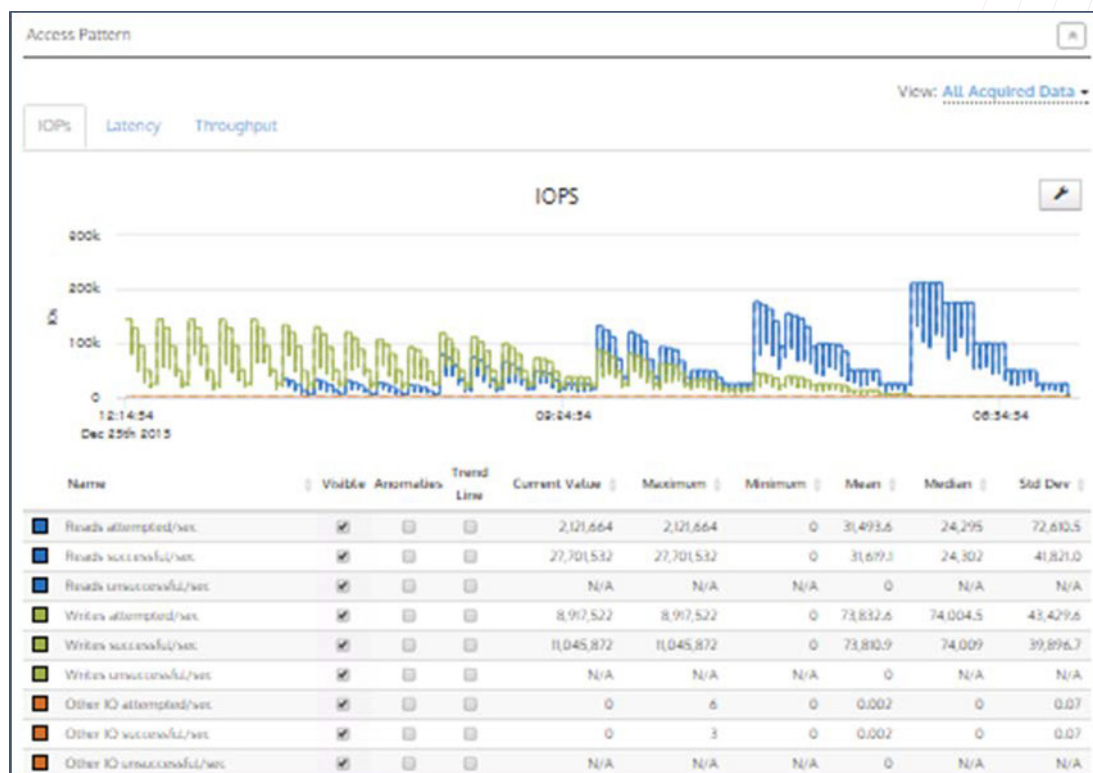 Access Pattern
View: All Acquired Data
IOPs Latency Throughput
IOPS
300k
200k
100k
0
IOs
12:14:54 09:24:54 06:34:54
Dec 25th 2015
Name Visible Anomalies Trend Line Current Value Maximum Minimum Mean Median Std Dev
Reads attempted/sec 2,121,664 2,121,664 0 31,493.6 24,295 72,610.5
Reads successful/sec 27,701,532 27,701,532 0 31,619.1 24,302 41,821.0
Reads unsuccessful/sec N/A N/A N/A 0 N/A N/A
Writes attempted/sec 8,917,522 8,917,522 0 73,832.6 74,004.5 43,429.6
Writes successful/sec 11,045,872 11,045,872 0 73,810.9 74,009 39,896.7
Writes unsuccessful/sec N/A N/A N/A 0 N/A N/A
Other IO attempted/sec 0 6 0 0.002 0 0.07
Other IO successful/sec 0 3 0 0.002 0 0.07
Other IO unsuccessful/sec N/A N/A N/A 0 N/A N/A